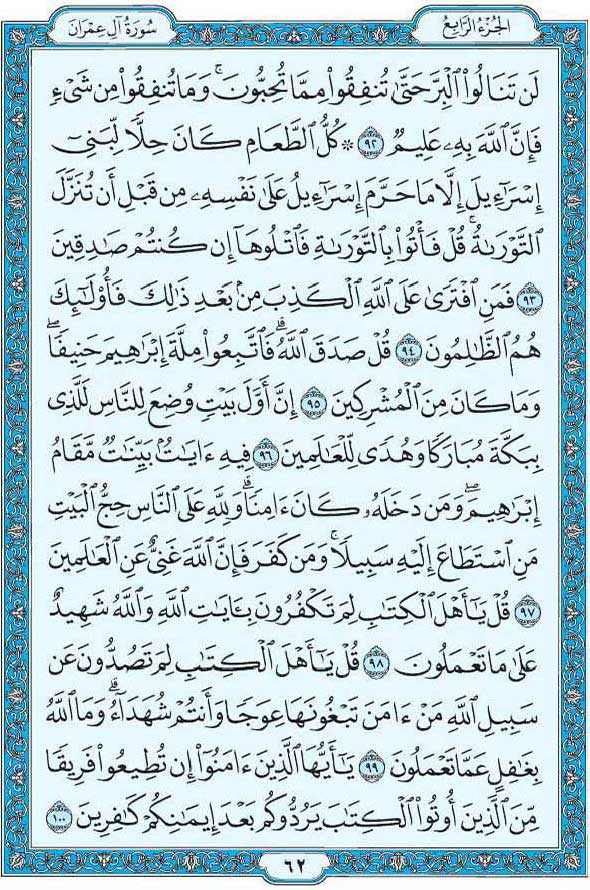 سُورَةُ آلِ عِمْرَانَ
الجُزْءُ الرَّابِعُ
لَن تَنَالُوا۟ ٱلْبِرَّ حَتَّىٰ تُنفِقُوا۟ مِمَّا تُحِبُّونَۚ وَمَا تُنفِقُوا۟ مِن شَىْءٍ
فَإِنَّ ٱللَّهَ بِهِۦ عَلِيمٌ ٩٢ ۞ كُلُّ ٱلطَّعَامِ كَانَ حِلًّا لِّبَنِىٓ
إِسْرَٰٓءِيلَ إِلَّا مَا حَرَّمَ إِسْرَٰٓءِيلُ عَلَىٰ نَفْسِهِۦ مِن قَبْلِ أَن تُنَزَّلَ
ٱلتَّوْرَىٰةُۚ قُلْ فَأْتُوا۟ بِٱلتَّوْرَىٰةِ فَٱتْلُوهَآ إِن كُنتُمْ صَٰدِقِينَ
٩٣ فَمَنِ ٱفْتَرَىٰ عَلَى ٱللَّهِ ٱلْكَذِبَ مِنۢ بَعْدِ ذَٰلِكَ فَأُو۟لَٰٓئِكَ
هُمُ ٱلظَّٰلِمُونَ ٩٤ قُلْ صَدَقَ ٱللَّهُۗ فَٱتَّبِعُوا۟ مِلَّةَ إِبْرَٰهِيمَ حَنِيفًاۖ
وَمَا كَانَ مِنَ ٱلْمُشْرِكِينَ ٩٥ إِنَّ أَوَّلَ بَيْتٍ وُضِعَ لِلنَّاسِ لَلَّذِى
بِبَكَّةَ مُبَارَكًا وَهُدًى لِّلْعَٰلَمِينَ ٩٦ فِيهِ ءَايَٰتٌۢ بَيِّنَٰتٌ مَّقَامُ
إِبْرَٰهِيمَۖ وَمَن دَخَلَهُۥ كَانَ ءَامِنًاۗ وَلِلَّهِ عَلَى ٱلنَّاسِ حِجُّ ٱلْبَيْتِ
مَنِ ٱسْتَطَاعَ إِلَيْهِ سَبِيلًاۚ وَمَن كَفَرَ فَإِنَّ ٱللَّهَ غَنِىٌّ عَنِ ٱلْعَٰلَمِينَ
٩٧ قُلْ يَٰٓأَهْلَ ٱلْكِتَٰبِ لِمَ تَكْفُرُونَ بِـَٔايَٰتِ ٱللَّهِ وَٱللَّهُ شَهِيدٌ
عَلَىٰ مَا تَعْمَلُونَ ٩٨ قُلْ يَٰٓأَهْلَ ٱلْكِتَٰبِ لِمَ تَصُدُّونَ عَن
سَبِيلِ ٱللَّهِ مَنْ ءَامَنَ تَبْغُونَهَا عِوَجًا وَأَنتُمْ شُهَدَآءُۗ وَمَا ٱللَّهُ
بِغَٰفِلٍ عَمَّا تَعْمَلُونَ ٩٩ يَٰٓأَيُّهَا ٱلَّذِينَ ءَامَنُوٓا۟ إِن تُطِيعُوا۟ فَرِيقًا
مِّنَ ٱلَّذِينَ أُوتُوا۟ ٱلْكِتَٰبَ يَرُدُّوكُم بَعْدَ إِيمَٰنِكُمْ كَٰفِرِينَ ١٠٠
٦٢